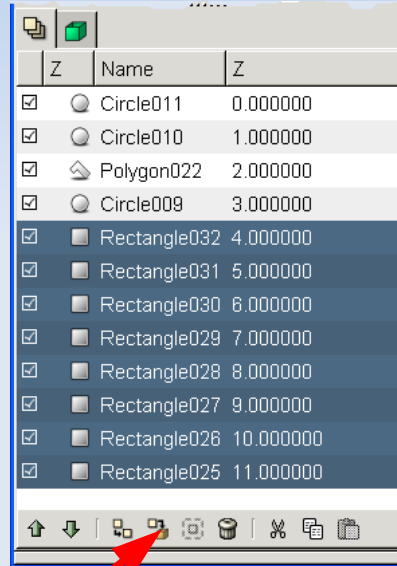 Z Name Z
Circle011 0.000000
Circle010 1.000000
Polygon022 2.000000
Circle009 3.000000
Rectangle032 4.000000
Rectangle031 5.000000
Rectangle030 6.000000
Rectangle029 7.000000
Rectangle028 8.000000
Rectangle027 9.000000
Rectangle026 10.000000
Rectangle025 11.000000